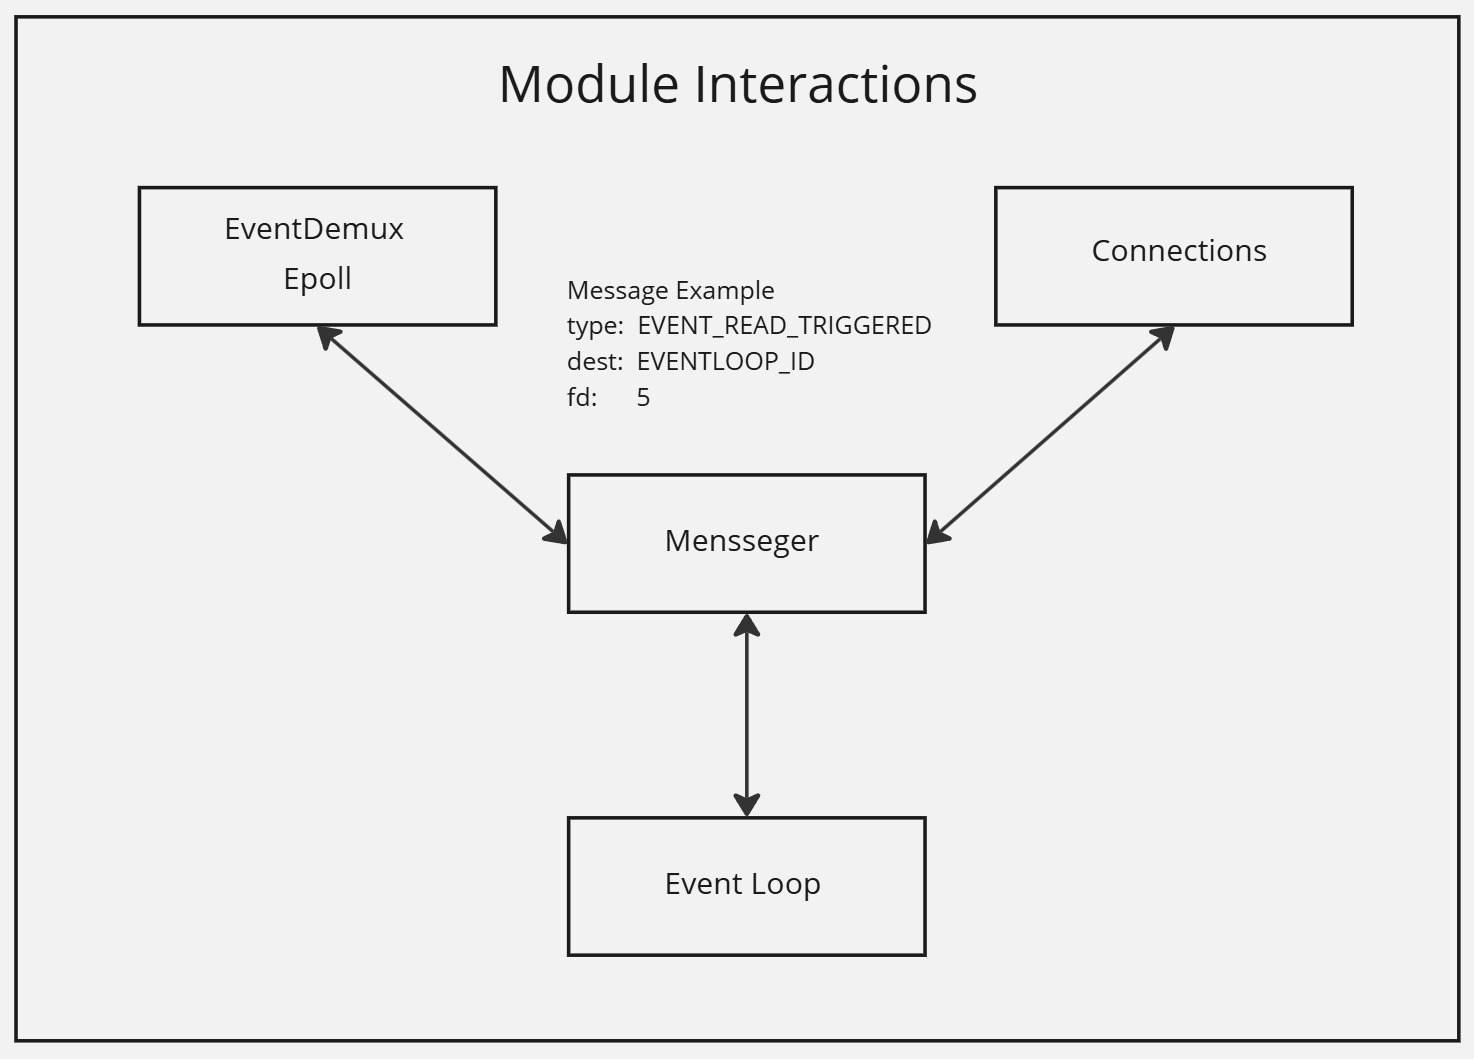 Module Interactions
EventDemux
Epoll
Connections
Message Example
type: EVENT_READ_TRIGGERED
dest: EVENTLOOP_ID
fd: 5
Mensseger
Event Loop